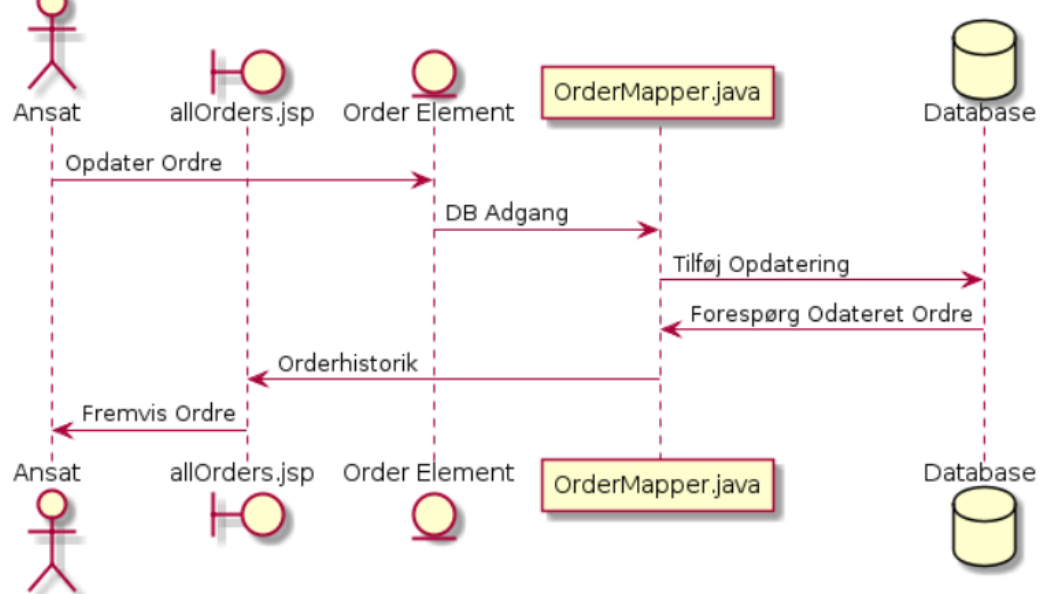 Ansat
allOrders.jsp
Order Element
OrderMapper.java
Database
Opdater Ordre
DB Adgang
Tilføj Opdatering
Forespørg Odateret Ordre
Orderhistorik
Fremvis Ordre
Ansat
allOrders.jsp
Order Element
OrderMapper.java
Database